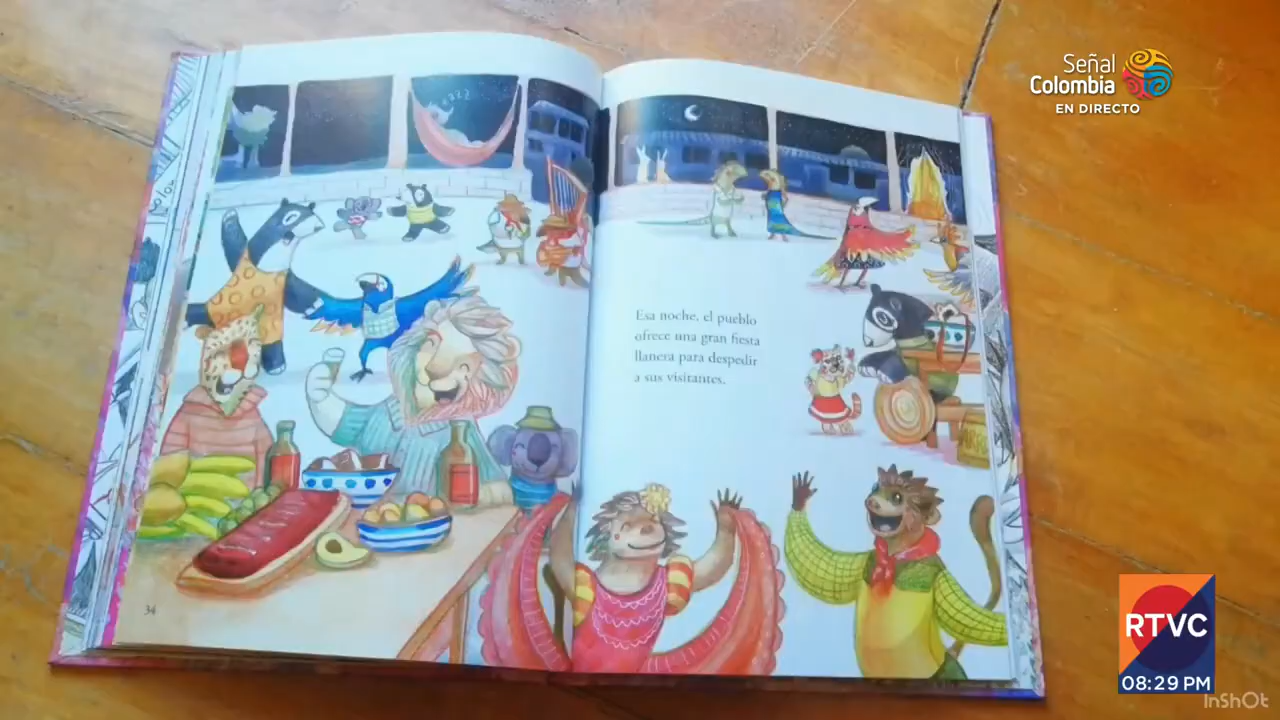 Señal
Colombia
EN DIRECTO
zzzz
Esa noche, el pueblo
ofrece una gran fiesta
llanera para despedir
a sus visitantes.
34
RTVC
08:29 PM
InShOt